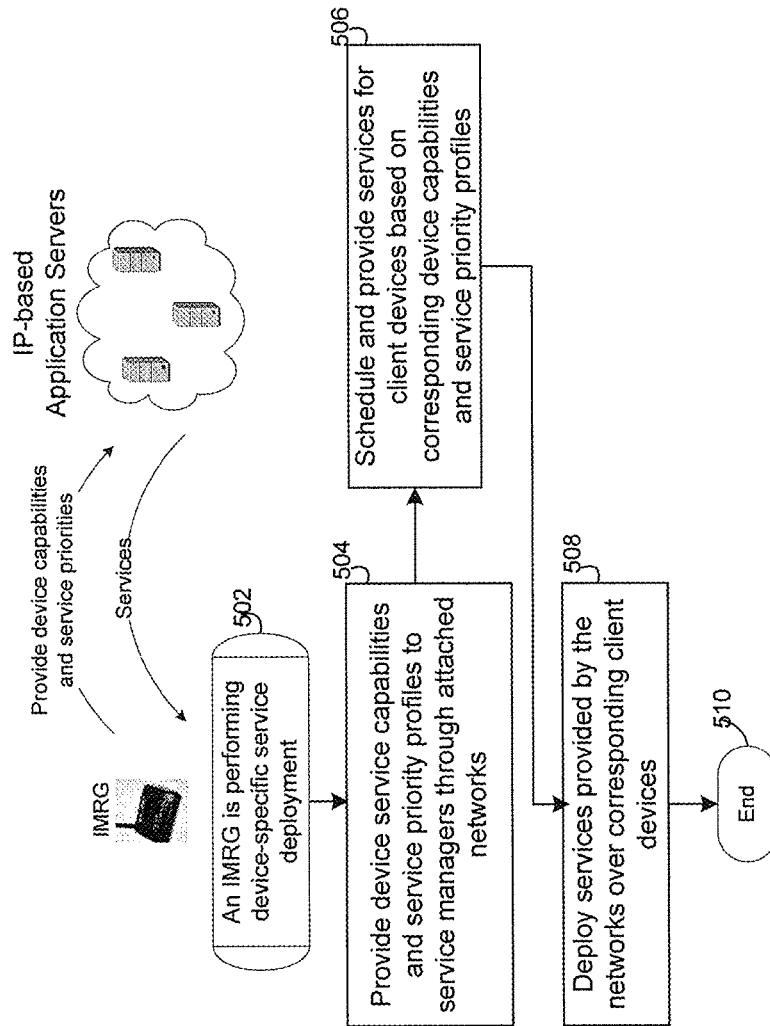 IP-based
Application Servers
Provide device capabilities
and service priorities
Services
IMRG
502
An IMRG is performing
device-specific service
deployment
504
Provide device service capabilities
and service priority profiles to
service managers through attached
networks
506
Schedule and provide services for
client devices based on
corresponding device capabilities
and service priority profiles
508
Deploy services provided by the
networks over corresponding client
devices
510
End